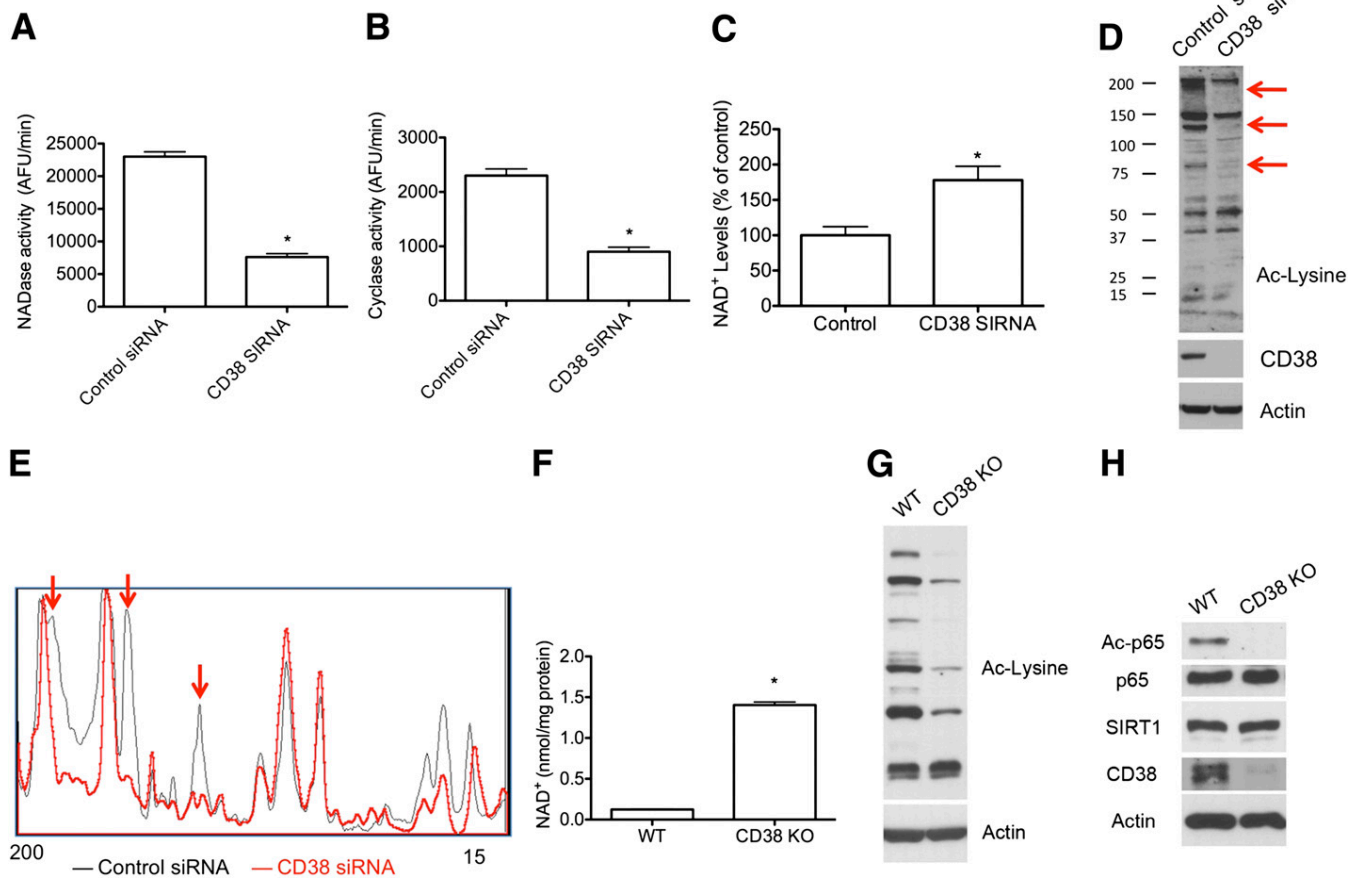 A
NADase activity (AFU/min)
25000
20000
15000
10000
5000
0
*
Control siRNA
CD38 SIRNA
B
Cyclase activity (AFU/min)
3000
2000
1000
0
*
Control siRNA
CD38 SIRNA
C
NAD+ Levels (% of control)
250
200
150
100
50
0
*
Control
CD38 SIRNA
D
Control
CD38
200
150
100
75
50
37
25
15
Ac-Lysine
CD38
Actin
E
200
15
Control siRNA
CD38 siRNA
F
NAD+ (nmol/mg protein)
2.0
1.5
1.0
0.5
0.0
*
WT
CD38 KO
G
WT
CD38 KO
Ac-Lysine
Actin
H
WT
CD38 KO
Ac-p65
p65
SIRT1
CD38
Actin